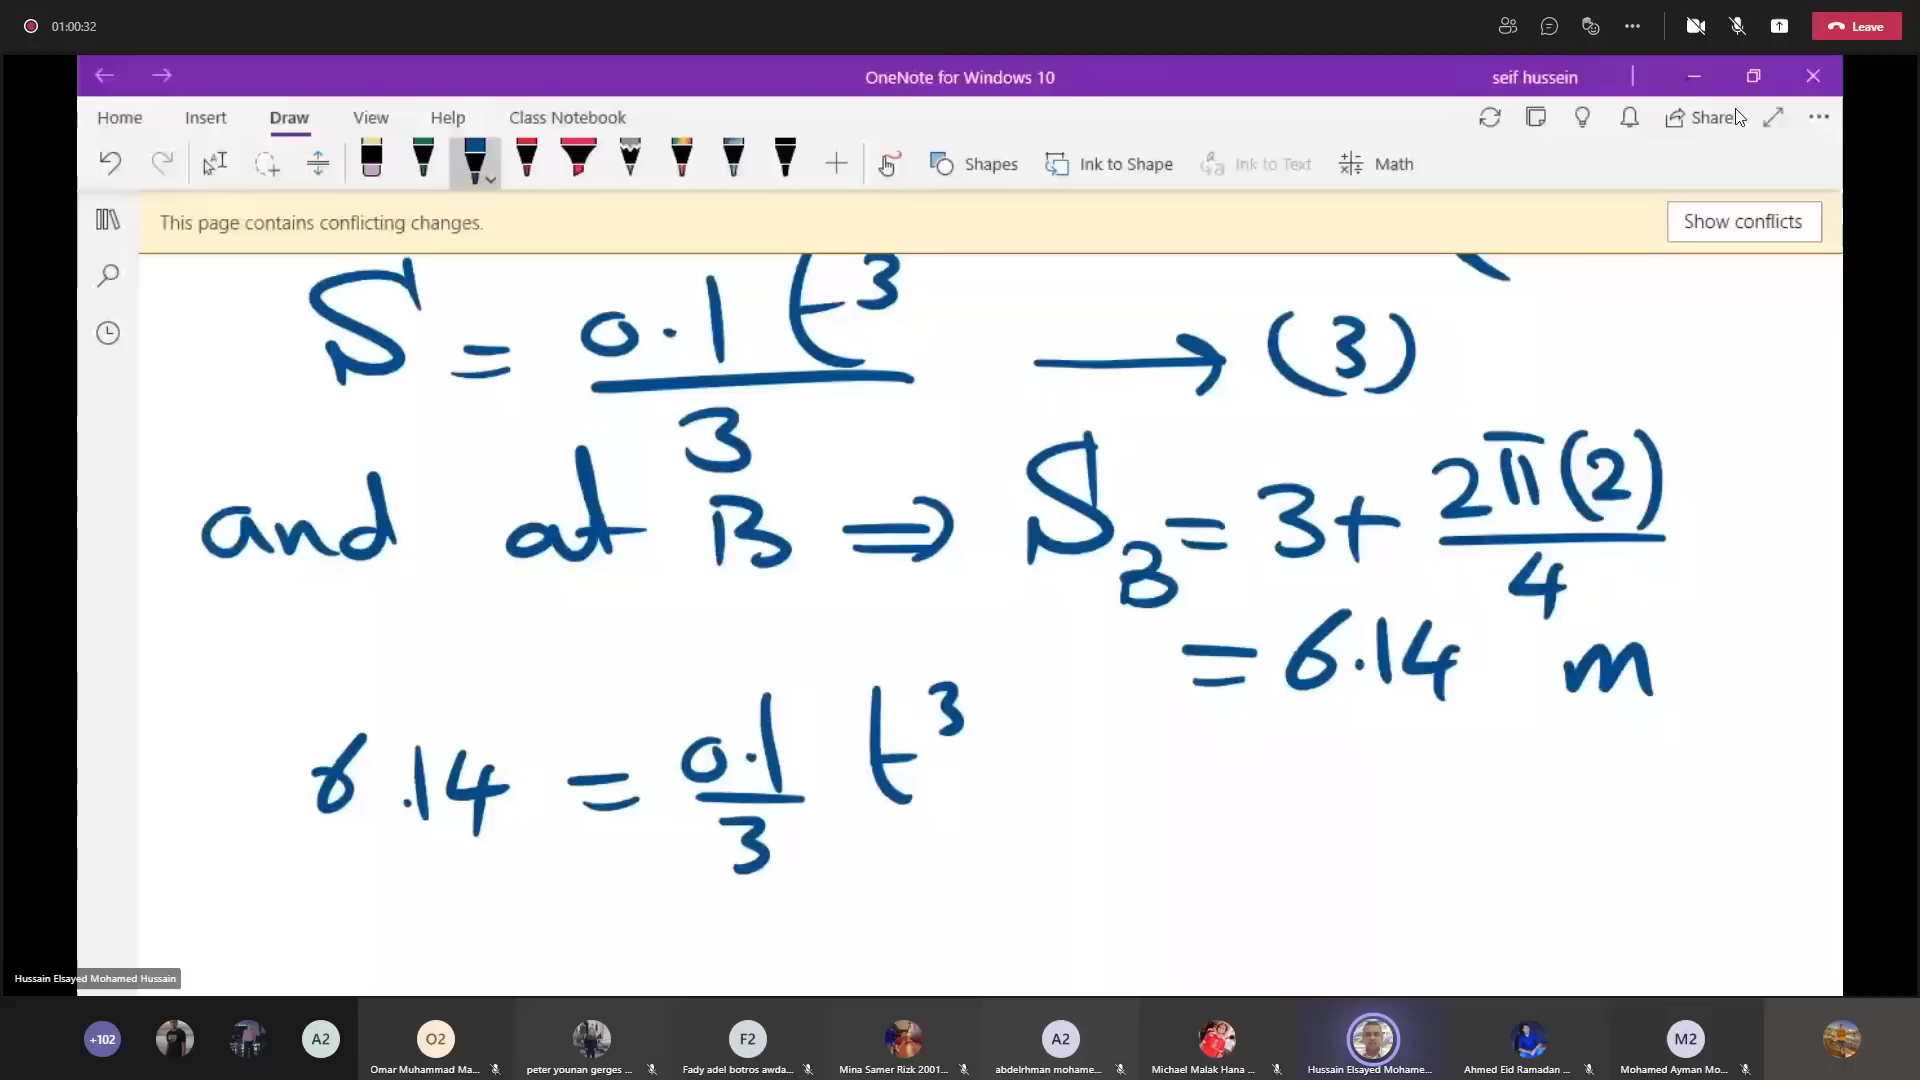 01:00:32
Leave
OneNote for Windows 10
seif hussein
Home Insert Draw View Help Class Notebook
Share
Shapes Ink to Shape Ink to Text Math
This page contains conflicting changes.
Show conflicts
S = 0.1 t³ / 3 → (3)
and at B ⇒ S_B = 3 + 2π(2) / 4
= 6.14 m
6.14 = 0.1 / 3 t³
Hussain Elsayed Mohamed Hussain
+102
A2
O2
F2
A2
M2
Omar Muhammad Ma...
peter younan gerges ...
Fady adel botros awda...
Mina Samer Rizk 2001...
abdelrhman mohame...
Michael Malak Hana ...
Hussain Elsayed Mohame...
Ahmed Eid Ramadan ...
Mohamed Ayman Mo...